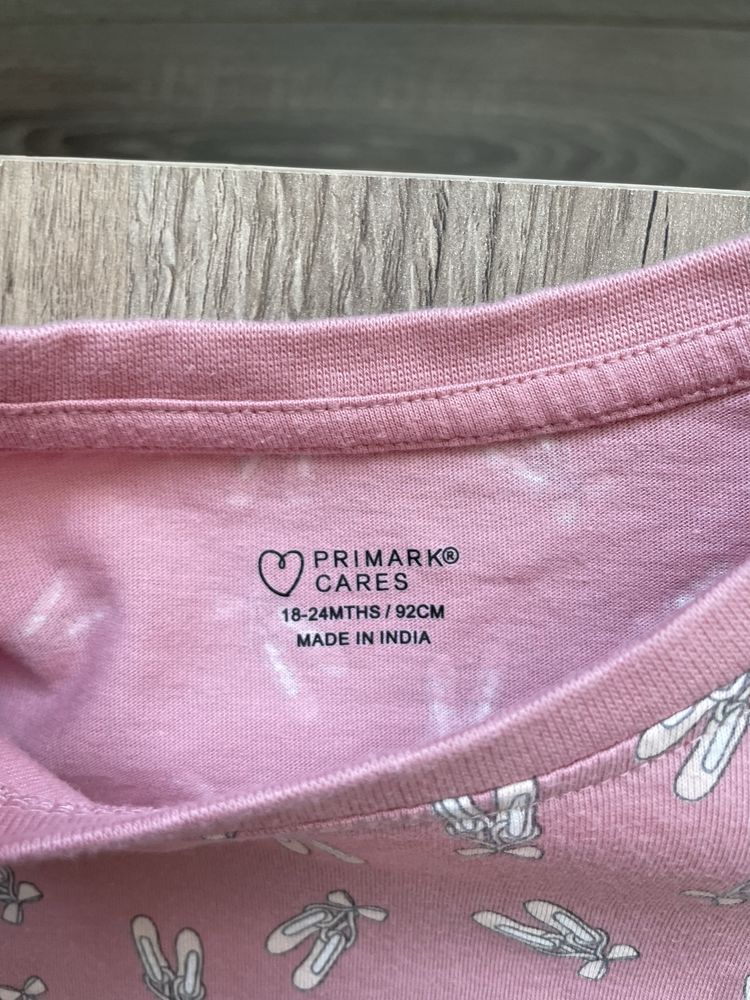 PRIMARK®
CARES
18-24MTHS / 92CM
MADE IN INDIA